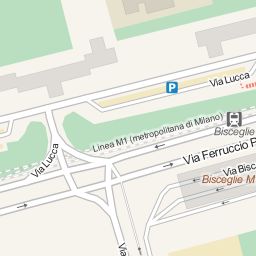 P
Via Lucca
Linea M1 (metropolitana di Milano)
Bisceglie
Via Lucca
Via Ferruccio P
Via Bisc
Bisceglie M